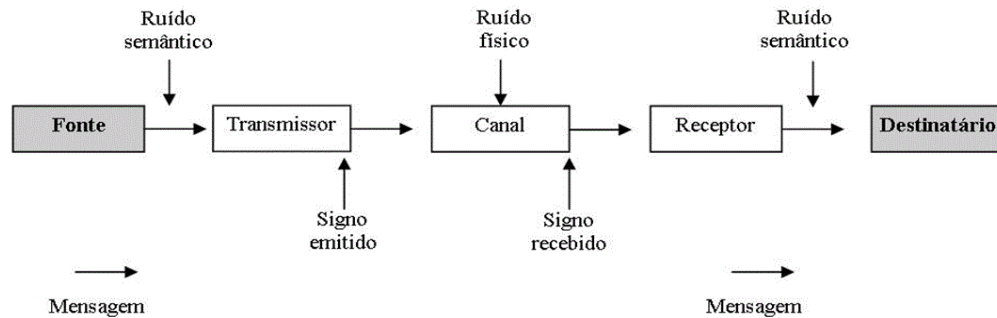 Ruído
semântico
Ruído
físico
Ruído
semântico
Fonte
Transmissor
Canal
Receptor
Destinatário
Signo
emitido
Signo
recebido
Mensagem
Mensagem